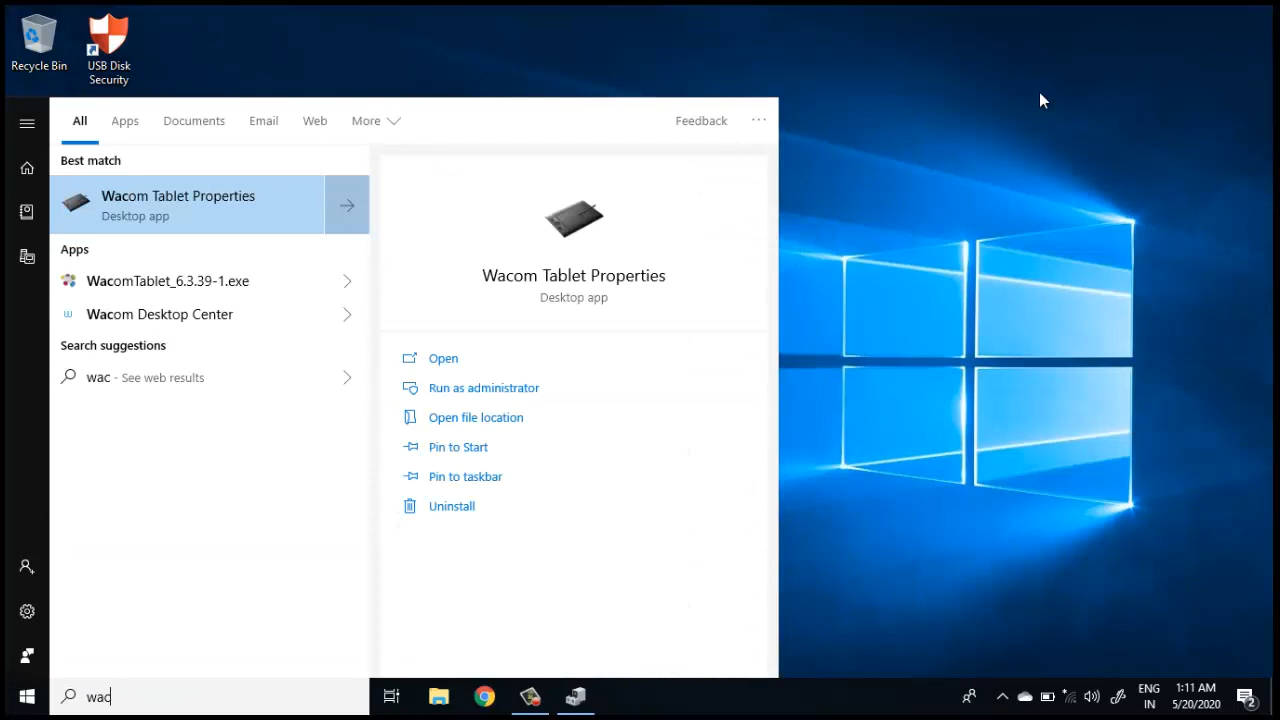 Recycle Bin
USB Disk
Security
All
Apps
Documents
Email
Web
More
Feedback
Best match
Wacom Tablet Properties
Desktop app
Apps
WacomTablet_6.3.39-1.exe
Wacom Desktop Center
Search suggestions
wac - See web results
Wacom Tablet Properties
Desktop app
Open
Run as administrator
Open file location
Pin to Start
Pin to taskbar
Uninstall
wac
ENG
IN
1:11 AM
5/20/2020
2